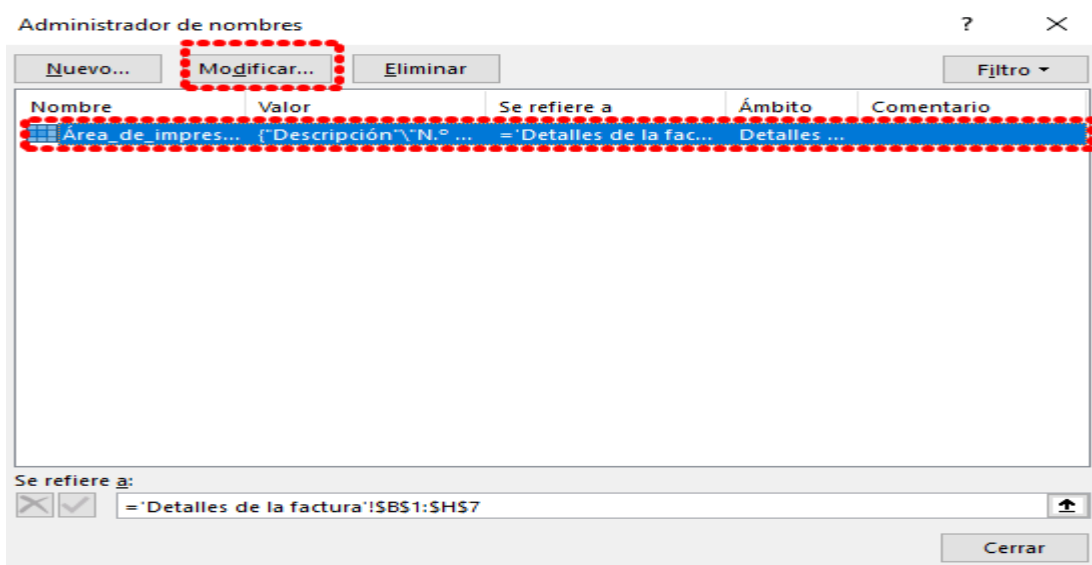 Administrador de nombres ?
Nuevo... Modificar... Eliminar Filtro
Nombre Valor Se refiere a Ámbito Comentario
Área_de_impres... {"Descripción"\"N.º ... ='Detalles de la fac... Detalles ...
Se refiere a:
='Detalles de la factura'!$B$1:$H$7
Cerrar